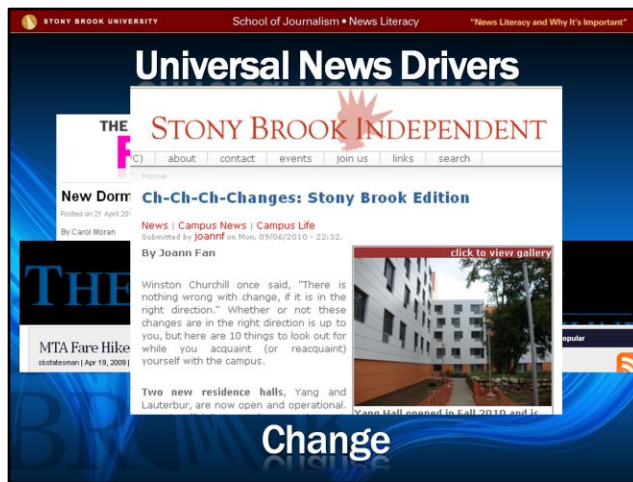 STONY BROOK UNIVERSITY
School of Journalism • News Literacy
"News Literacy and Why It's Important"
Universal News Drivers
THE
STONY BROOK INDEPENDENT
about | contact | events | join us | links | search
Home
New Dorm
Posted on 21 April 201
By Carol Moran
Ch-Ch-Ch-Changes: Stony Brook Edition
News | Campus News | Campus Life
Submitted by joannf on Mon, 09/06/2010 - 22:32.
By Joann Fan
click to view gallery
Winston Churchill once said, "There is
nothing wrong with change, if it is in the
right direction." Whether or not these
changes are in the right direction is up to
you, but here are 10 things to look out for
while you acquaint (or reacquaint)
yourself with the campus.
Two new residence halls, Yang and
Lauterbur, are now open and operational.
Yang Hall opened in Fall 2010 and is
THE
MTA Fare Hike
sbstatesman | Apr 19, 2009 |
opular
Change